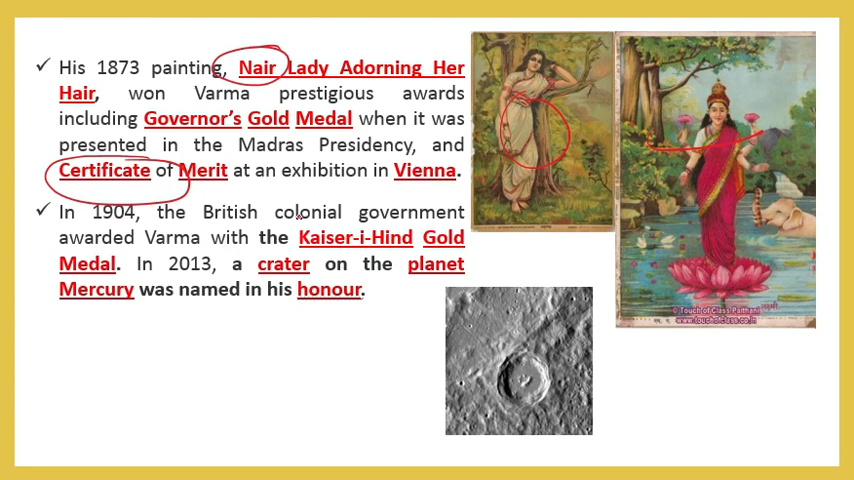 ✓ His 1873 painting, Nair Lady Adorning Her
Hair, won Varma prestigious awards
including Governor’s Gold Medal when it was
presented in the Madras Presidency, and
Certificate of Merit at an exhibition in Vienna.
✓ In 1904, the British colonial government
awarded Varma with the Kaiser-i-Hind Gold
Medal. In 2013, a crater on the planet
Mercury was named in his honour.
© Touch of Class Paithani
www.touchofclass.co.in